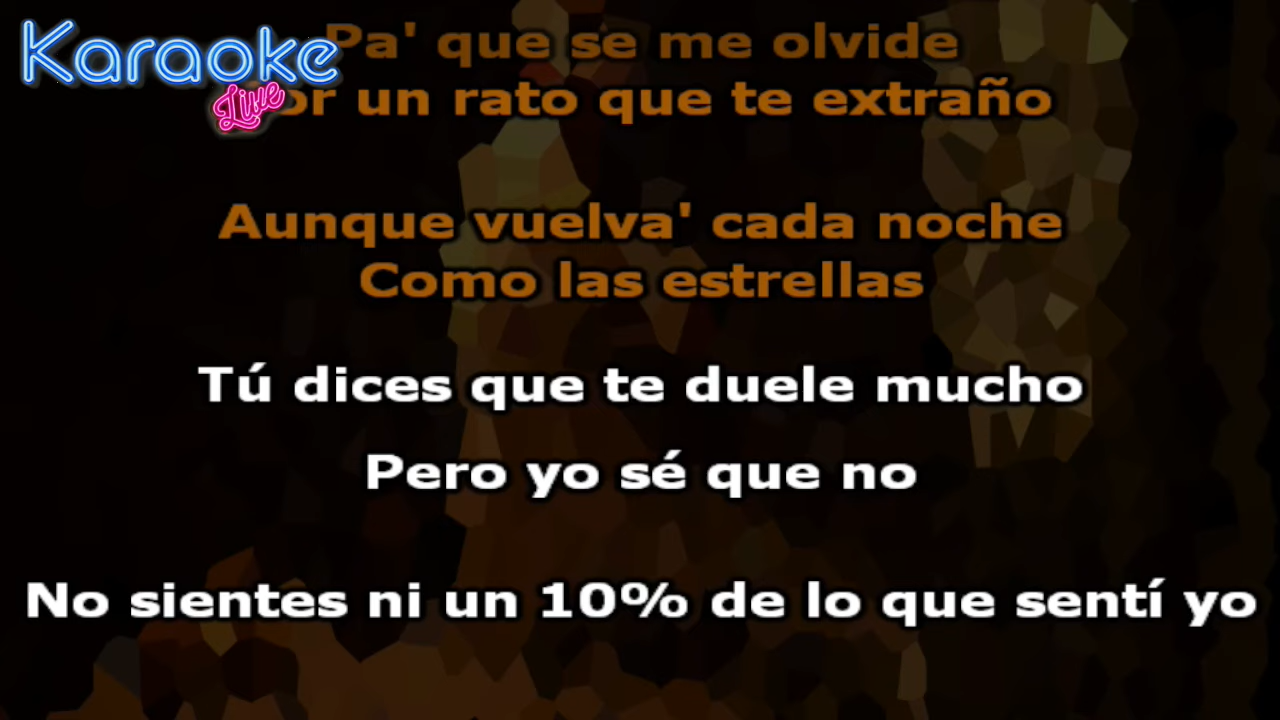 Karaoke
Live
Pa' que se me olvide
or un rato que te extraño
Aunque vuelva' cada noche
Como las estrellas
Tú dices que te duele mucho
Pero yo sé que no
No sientes ni un 10% de lo que sentí yo